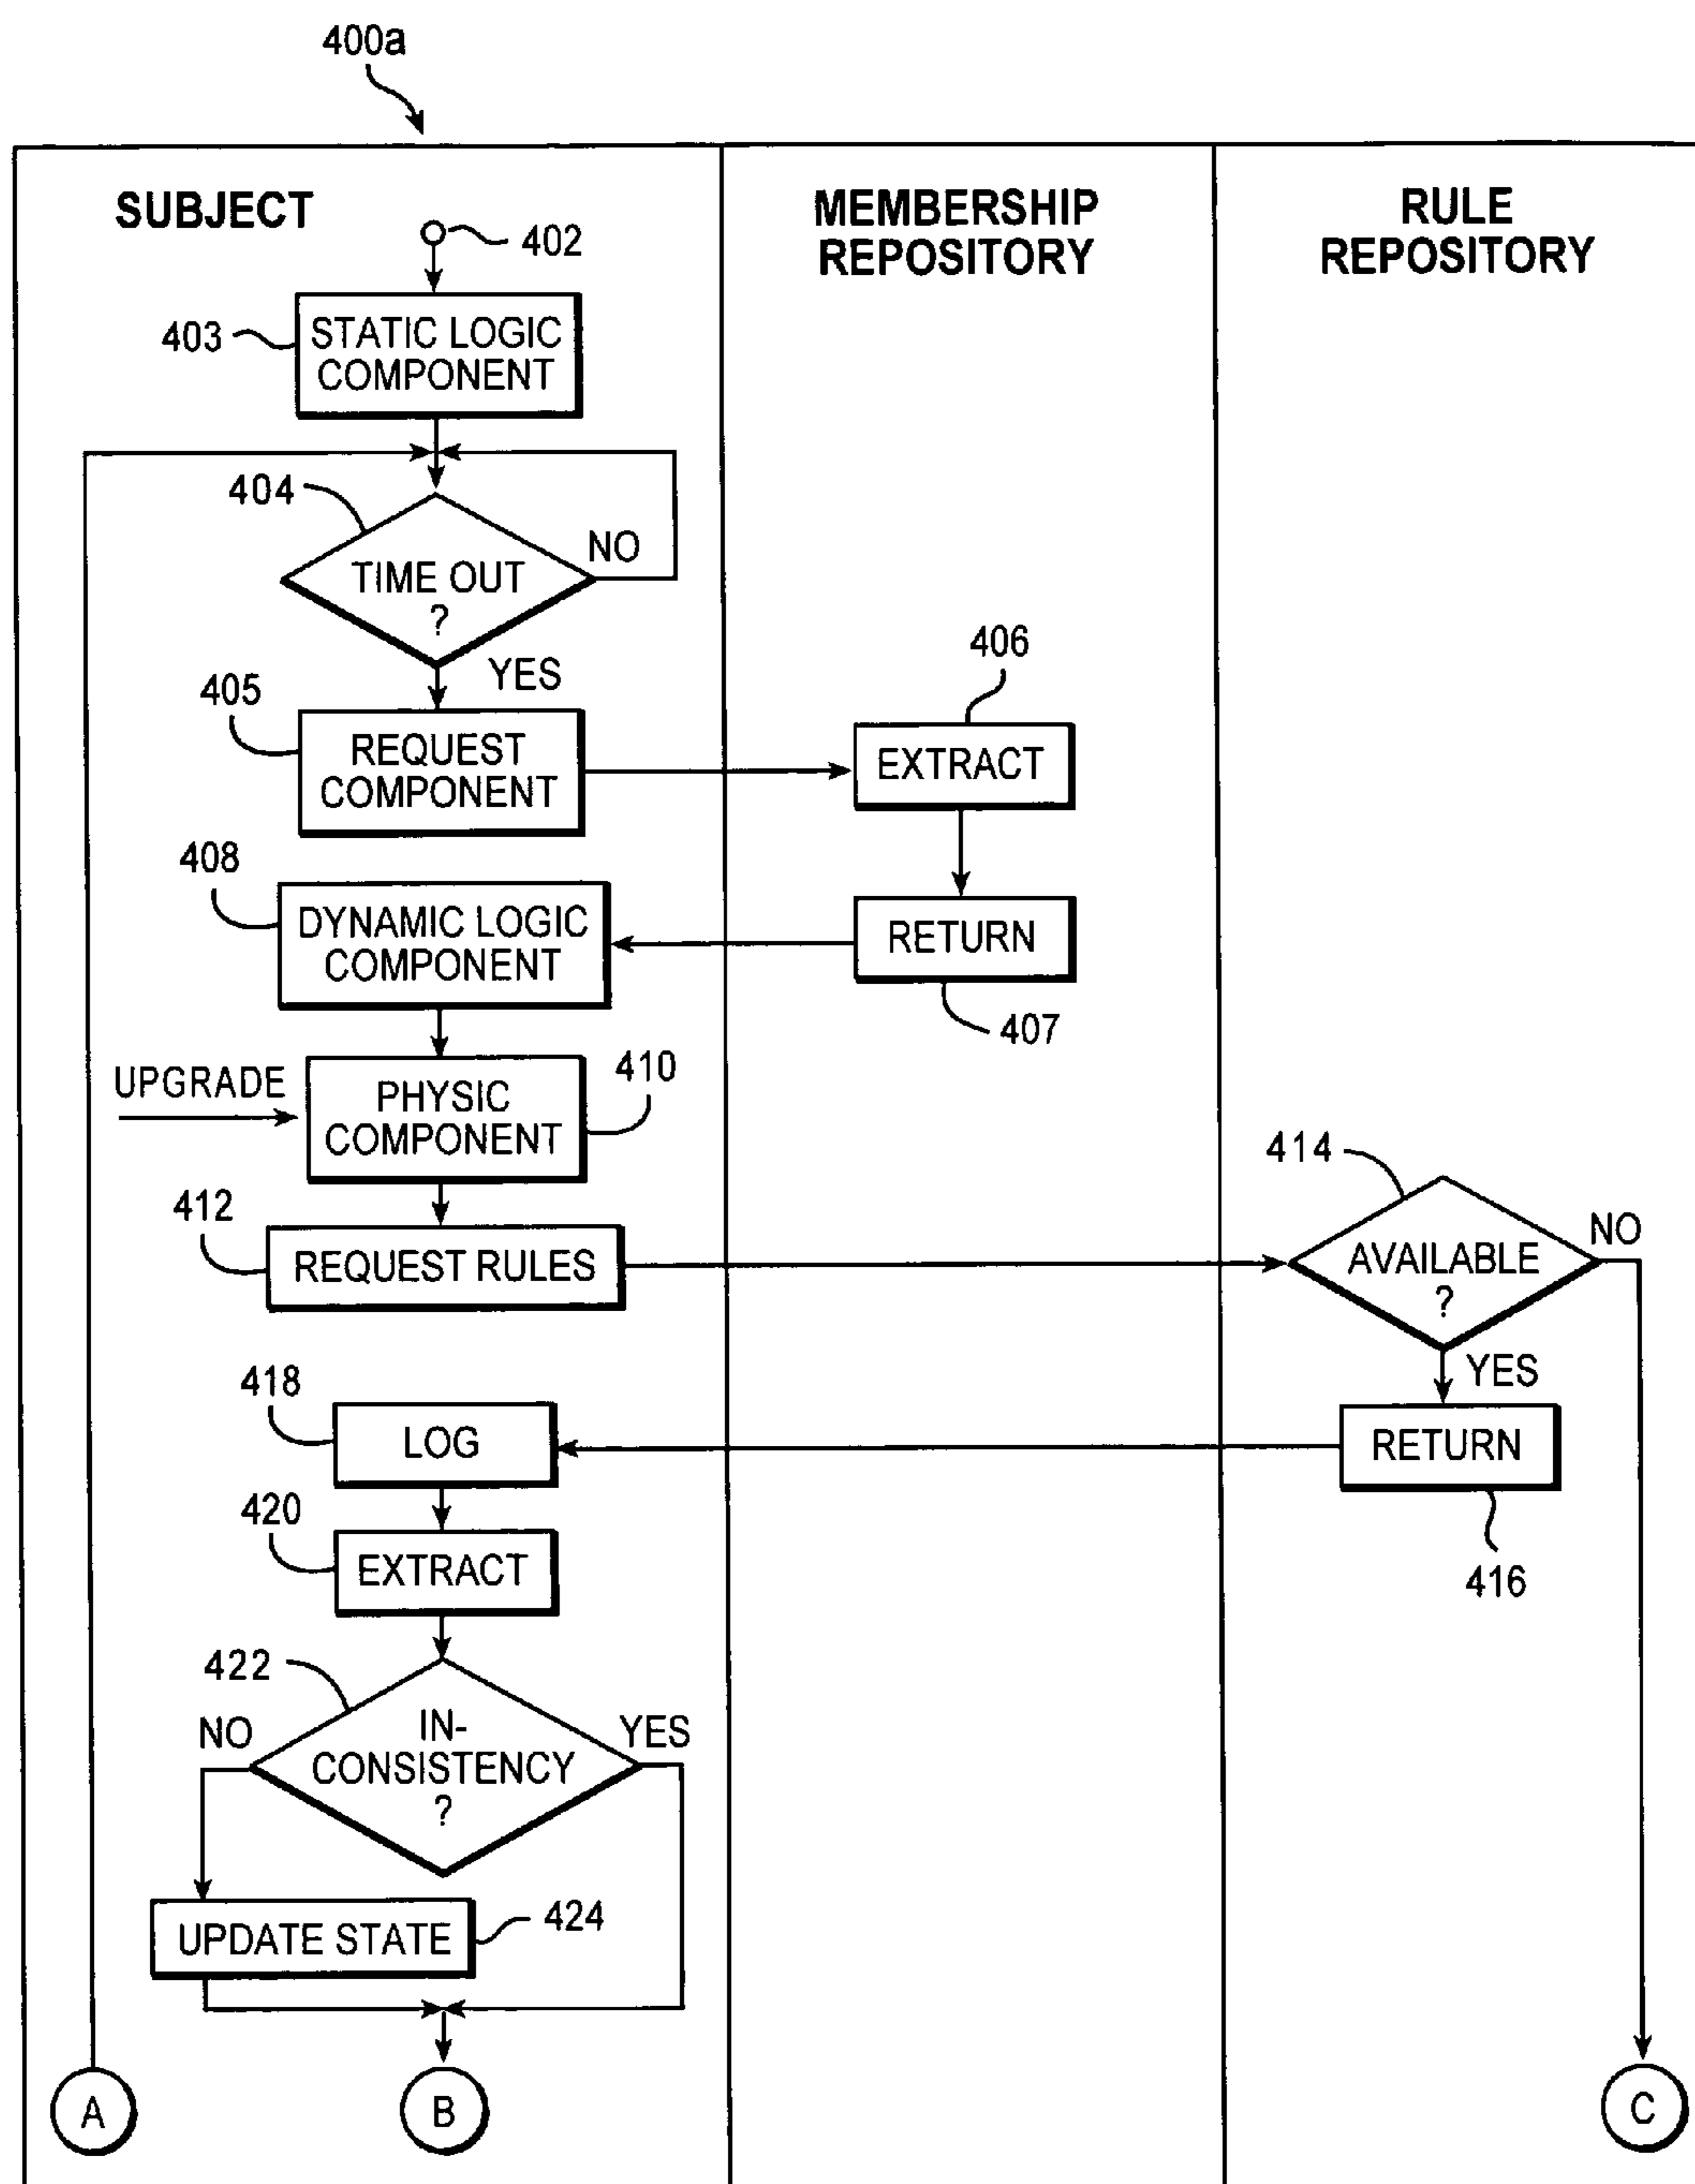 400a
SUBJECT
MEMBERSHIP
REPOSITORY
RULE
REPOSITORY
402
403
STATIC LOGIC
COMPONENT
404
TIME OUT
?
NO
YES
405
REQUEST
COMPONENT
406
EXTRACT
408
DYNAMIC LOGIC
COMPONENT
RETURN
407
UPGRADE
PHYSIC
COMPONENT
410
412
REQUEST RULES
414
AVAILABLE
?
NO
YES
418
LOG
RETURN
416
420
EXTRACT
422
IN-
CONSISTENCY
?
NO
YES
UPDATE STATE
424
A
B
C